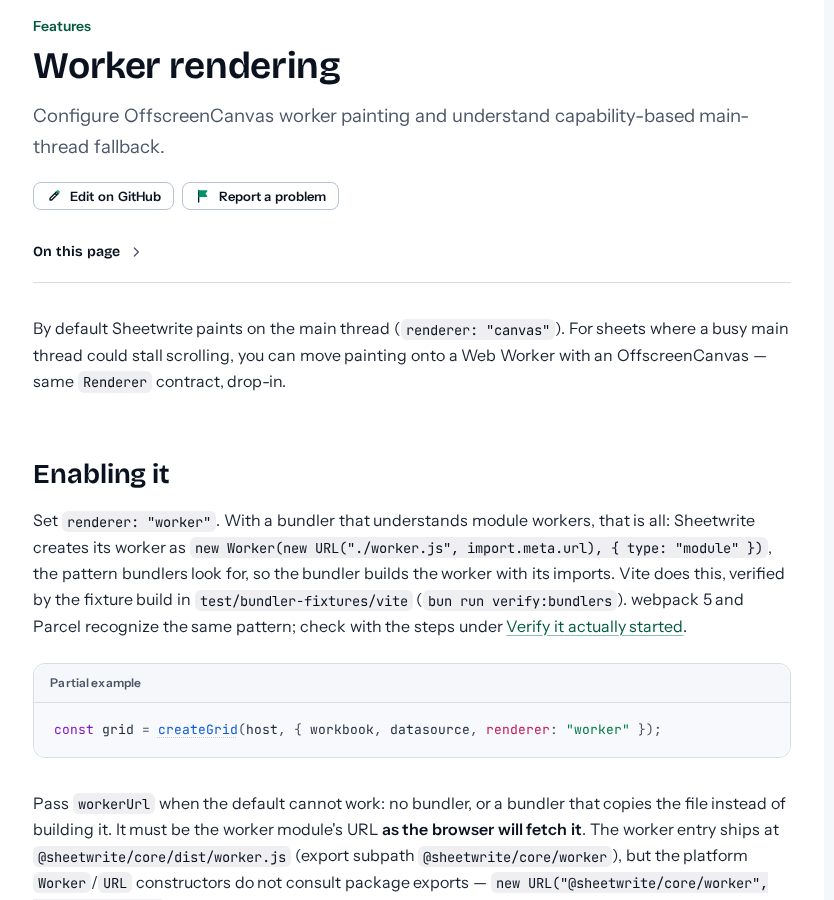 Features
Worker rendering
Configure OffscreenCanvas worker painting and understand capability-based main-
thread fallback.
Edit on GitHub
Report a problem
On this page
By default Sheetwrite paints on the main thread ( renderer: "canvas" ). For sheets where a busy main
thread could stall scrolling, you can move painting onto a Web Worker with an OffscreenCanvas —
same Renderer contract, drop-in.
Enabling it
Set renderer: "worker" . With a bundler that understands module workers, that is all: Sheetwrite
creates its worker as new Worker(new URL("./worker.js", import.meta.url), { type: "module" }) ,
the pattern bundlers look for, so the bundler builds the worker with its imports. Vite does this, verified
by the fixture build in test/bundler-fixtures/vite ( bun run verify:bundlers ). webpack 5 and
Parcel recognize the same pattern; check with the steps under Verify it actually started.
Partial example
const grid = createGrid(host, { workbook, datasource, renderer: "worker" });
Pass workerUrl when the default cannot work: no bundler, or a bundler that copies the file instead of
building it. It must be the worker module's URL as the browser will fetch it. The worker entry ships at
@sheetwrite/core/dist/worker.js (export subpath @sheetwrite/core/worker ), but the platform
Worker / URL constructors do not consult package exports — new URL("@sheetwrite/core/worker",